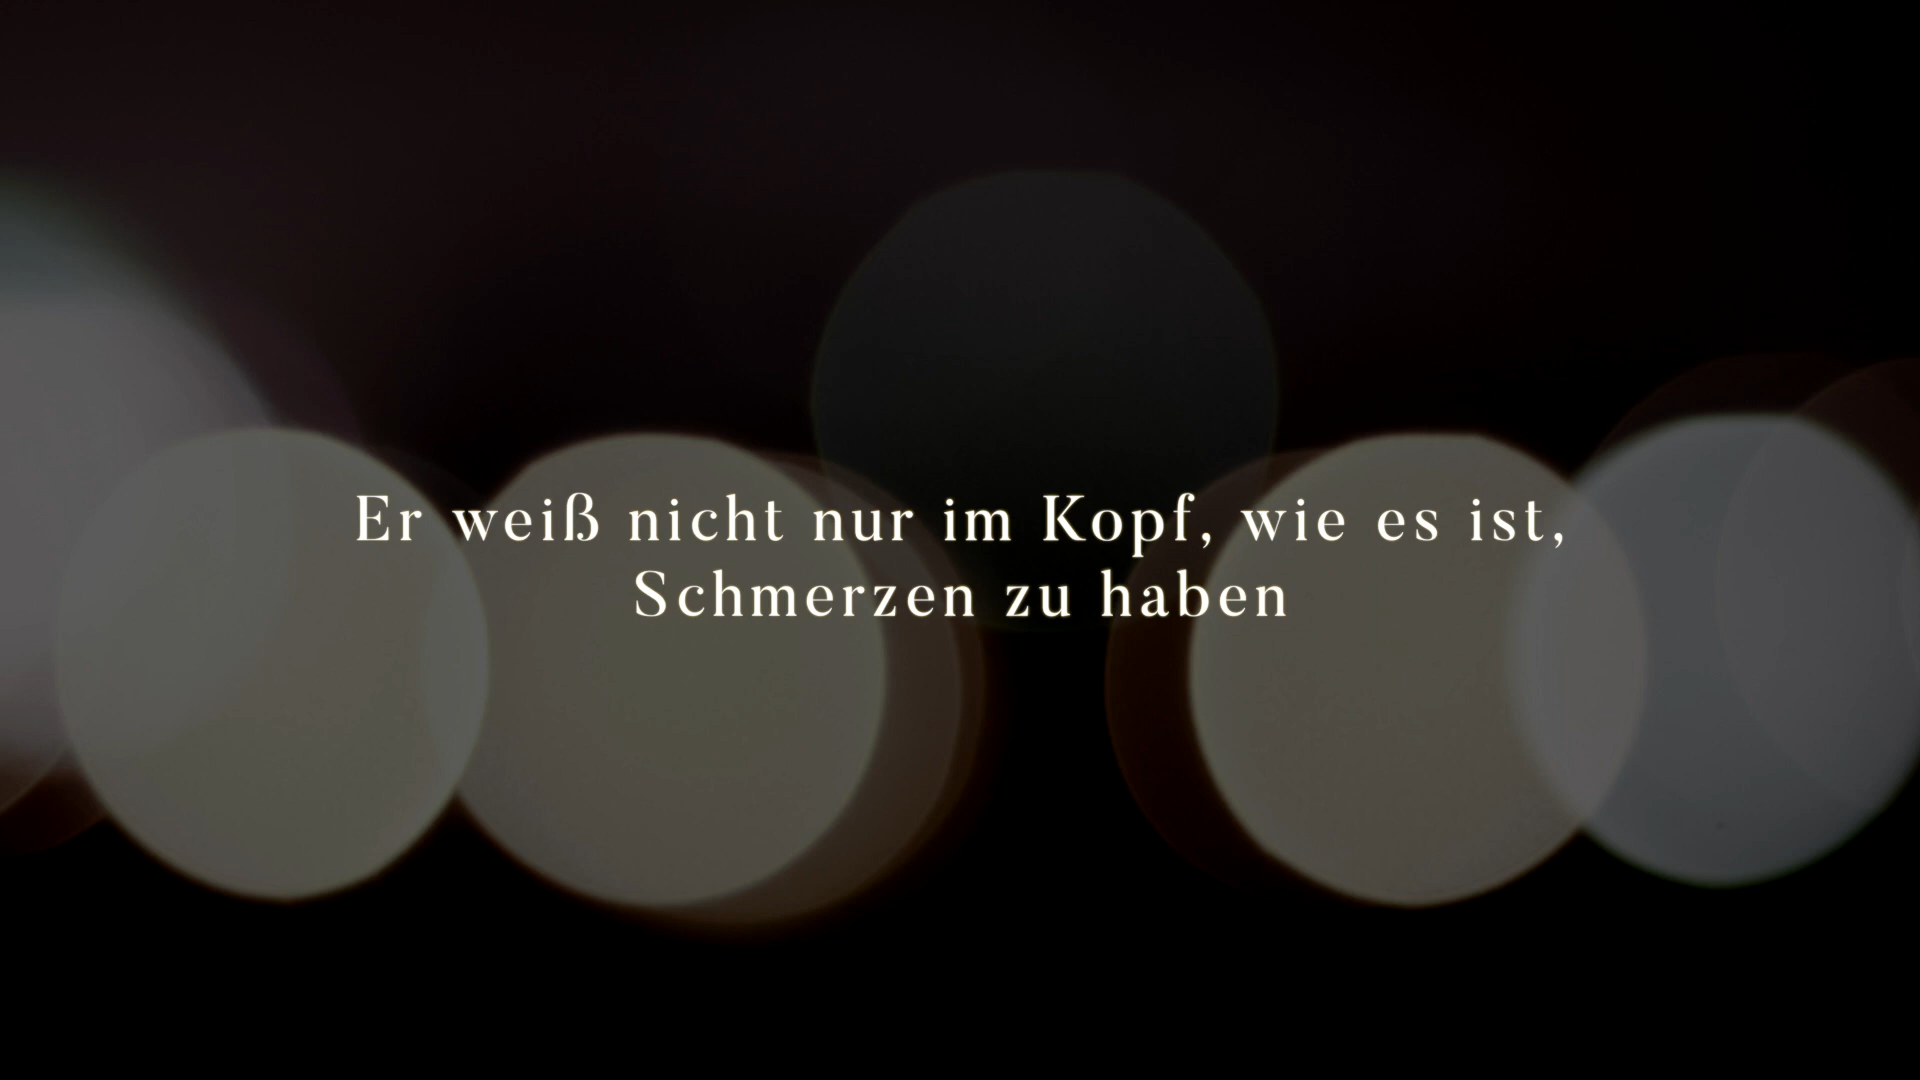 Er weiß nicht nur im Kopf, wie es ist,
Schmerzen zu haben